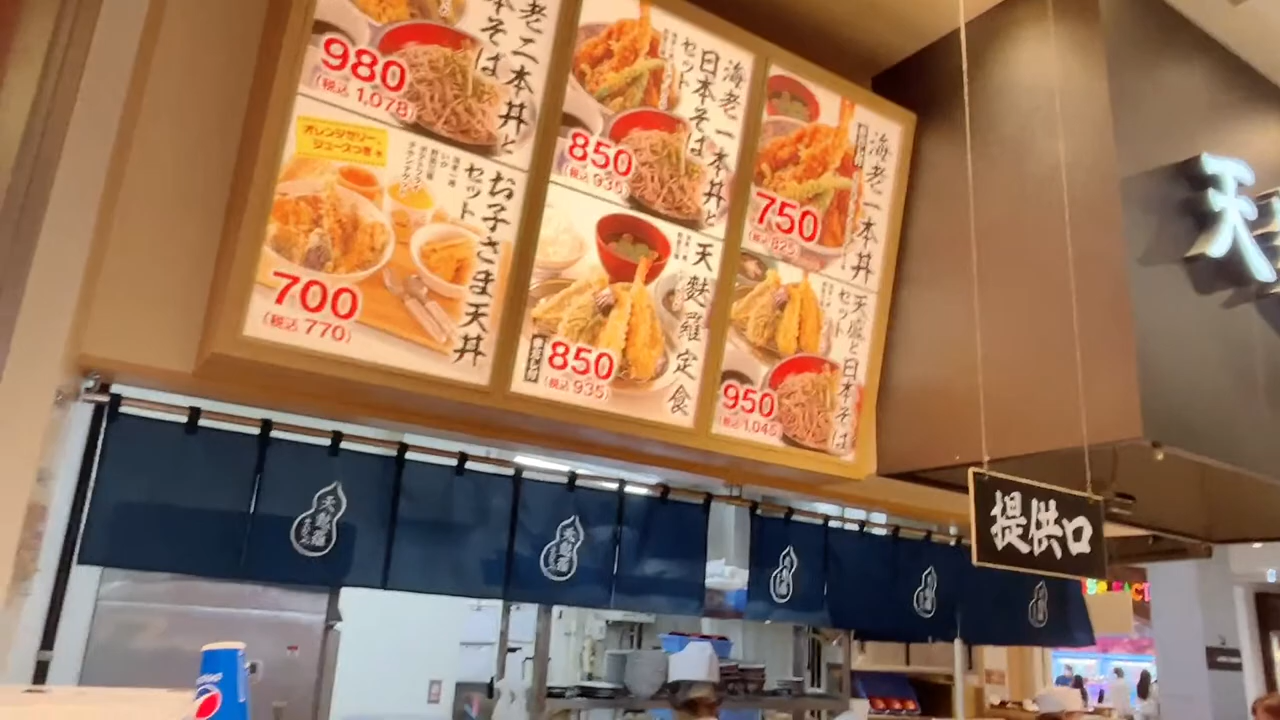 老二本丼と
本そば
980
(税込 1,078)
オレンジゼリー、
ジュースつき
お子さま天丼
セット
700
(税込 770)
海老一本丼と
日本そば
セット
850
(税込 935)
天麩羅定食
850
(税込 935)
海老一本丼
750
(税込 825)
天麩羅と日本そば
セット
950
(税込 1,045)
天
提供口
天麩羅
天麩羅
pepsi